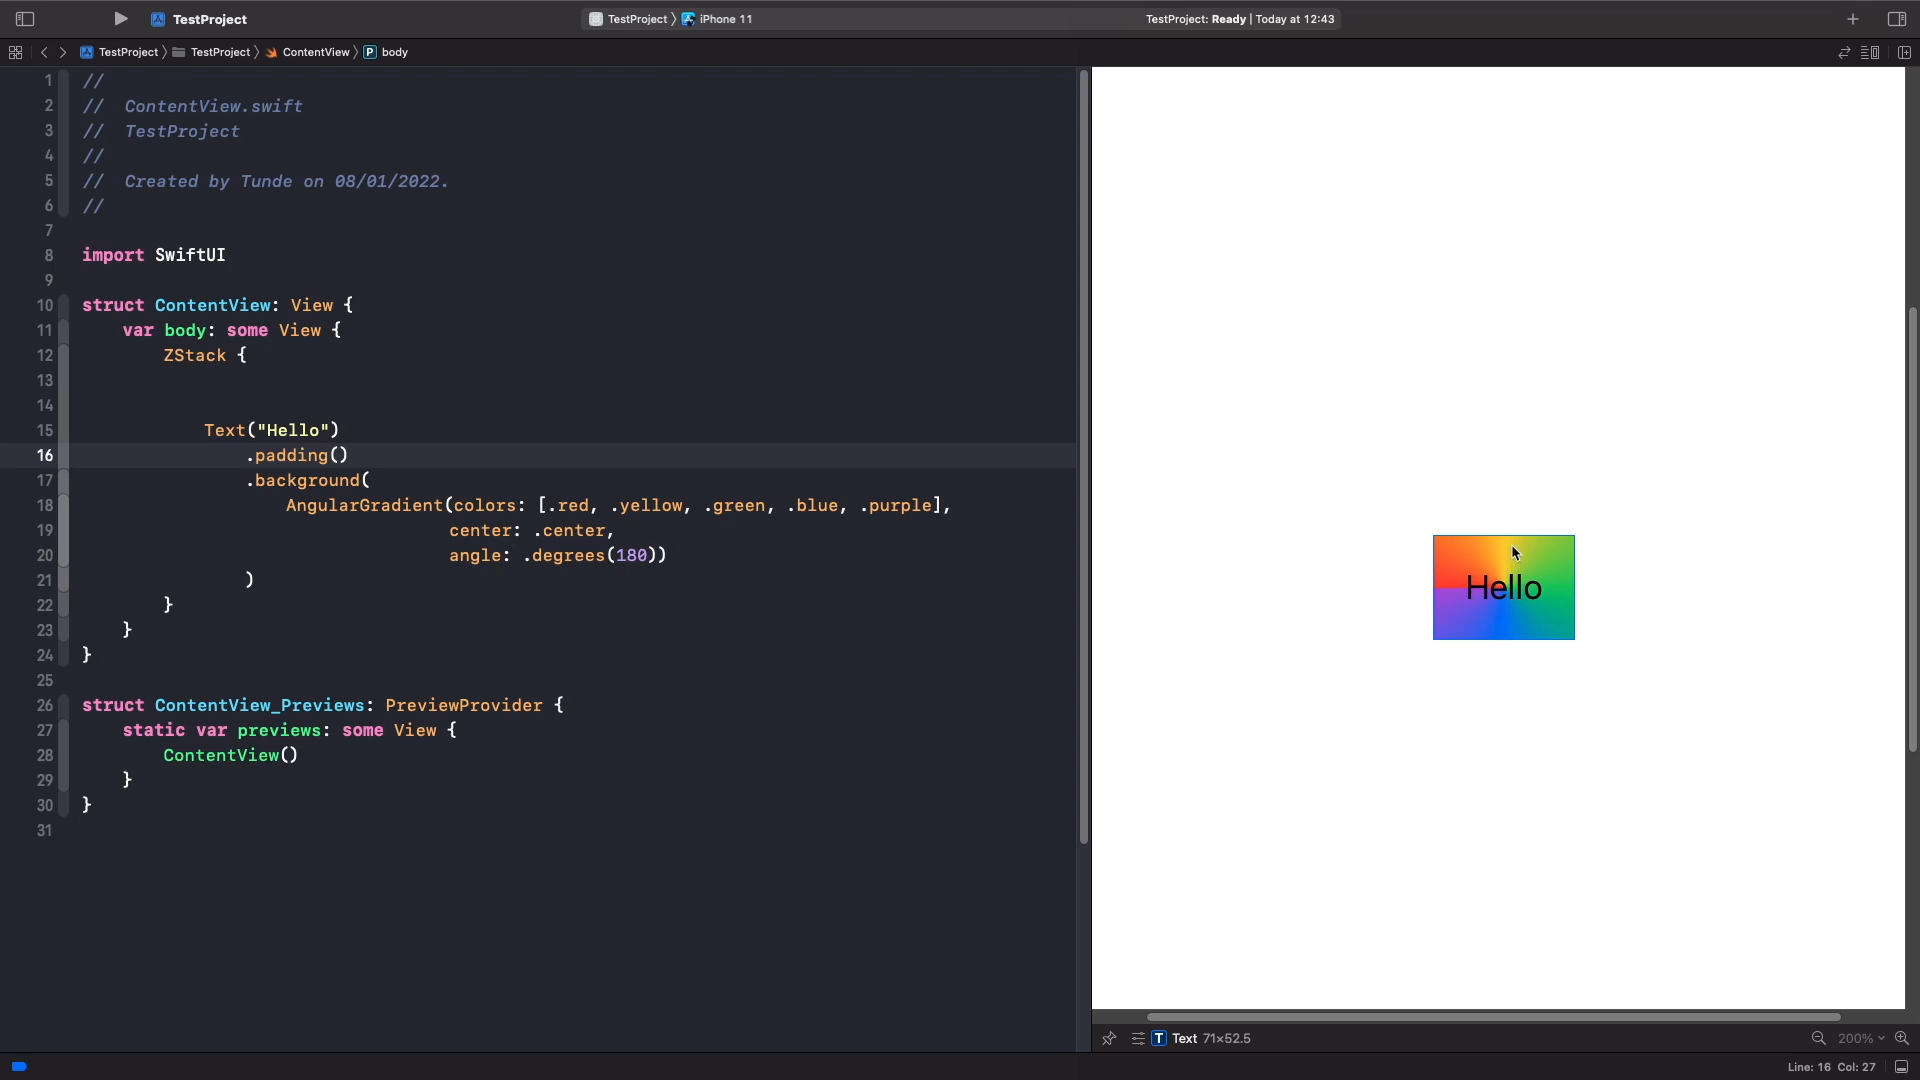 TestProject
TestProject 〉 iPhone 11
TestProject: Ready | Today at 12:43
TestProject 〉 TestProject 〉 ContentView 〉 P body
1 //
2 //  ContentView.swift
3 //  TestProject
4 //
5 //  Created by Tunde on 08/01/2022.
6 //
7
8 import SwiftUI
9
10 struct ContentView: View {
11     var body: some View {
12         ZStack {
13
14
15             Text("Hello")
16                 .padding()
17                 .background(
18                     AngularGradient(colors: [.red, .yellow, .green, .blue, .purple],
19                                     center: .center,
20                                     angle: .degrees(180))
21                 )
22         }
23     }
24 }
25
26 struct ContentView_Previews: PreviewProvider {
27     static var previews: some View {
28         ContentView()
29     }
30 }
31
Hello
T Text 71×52.5
200%
Line: 16 Col: 27